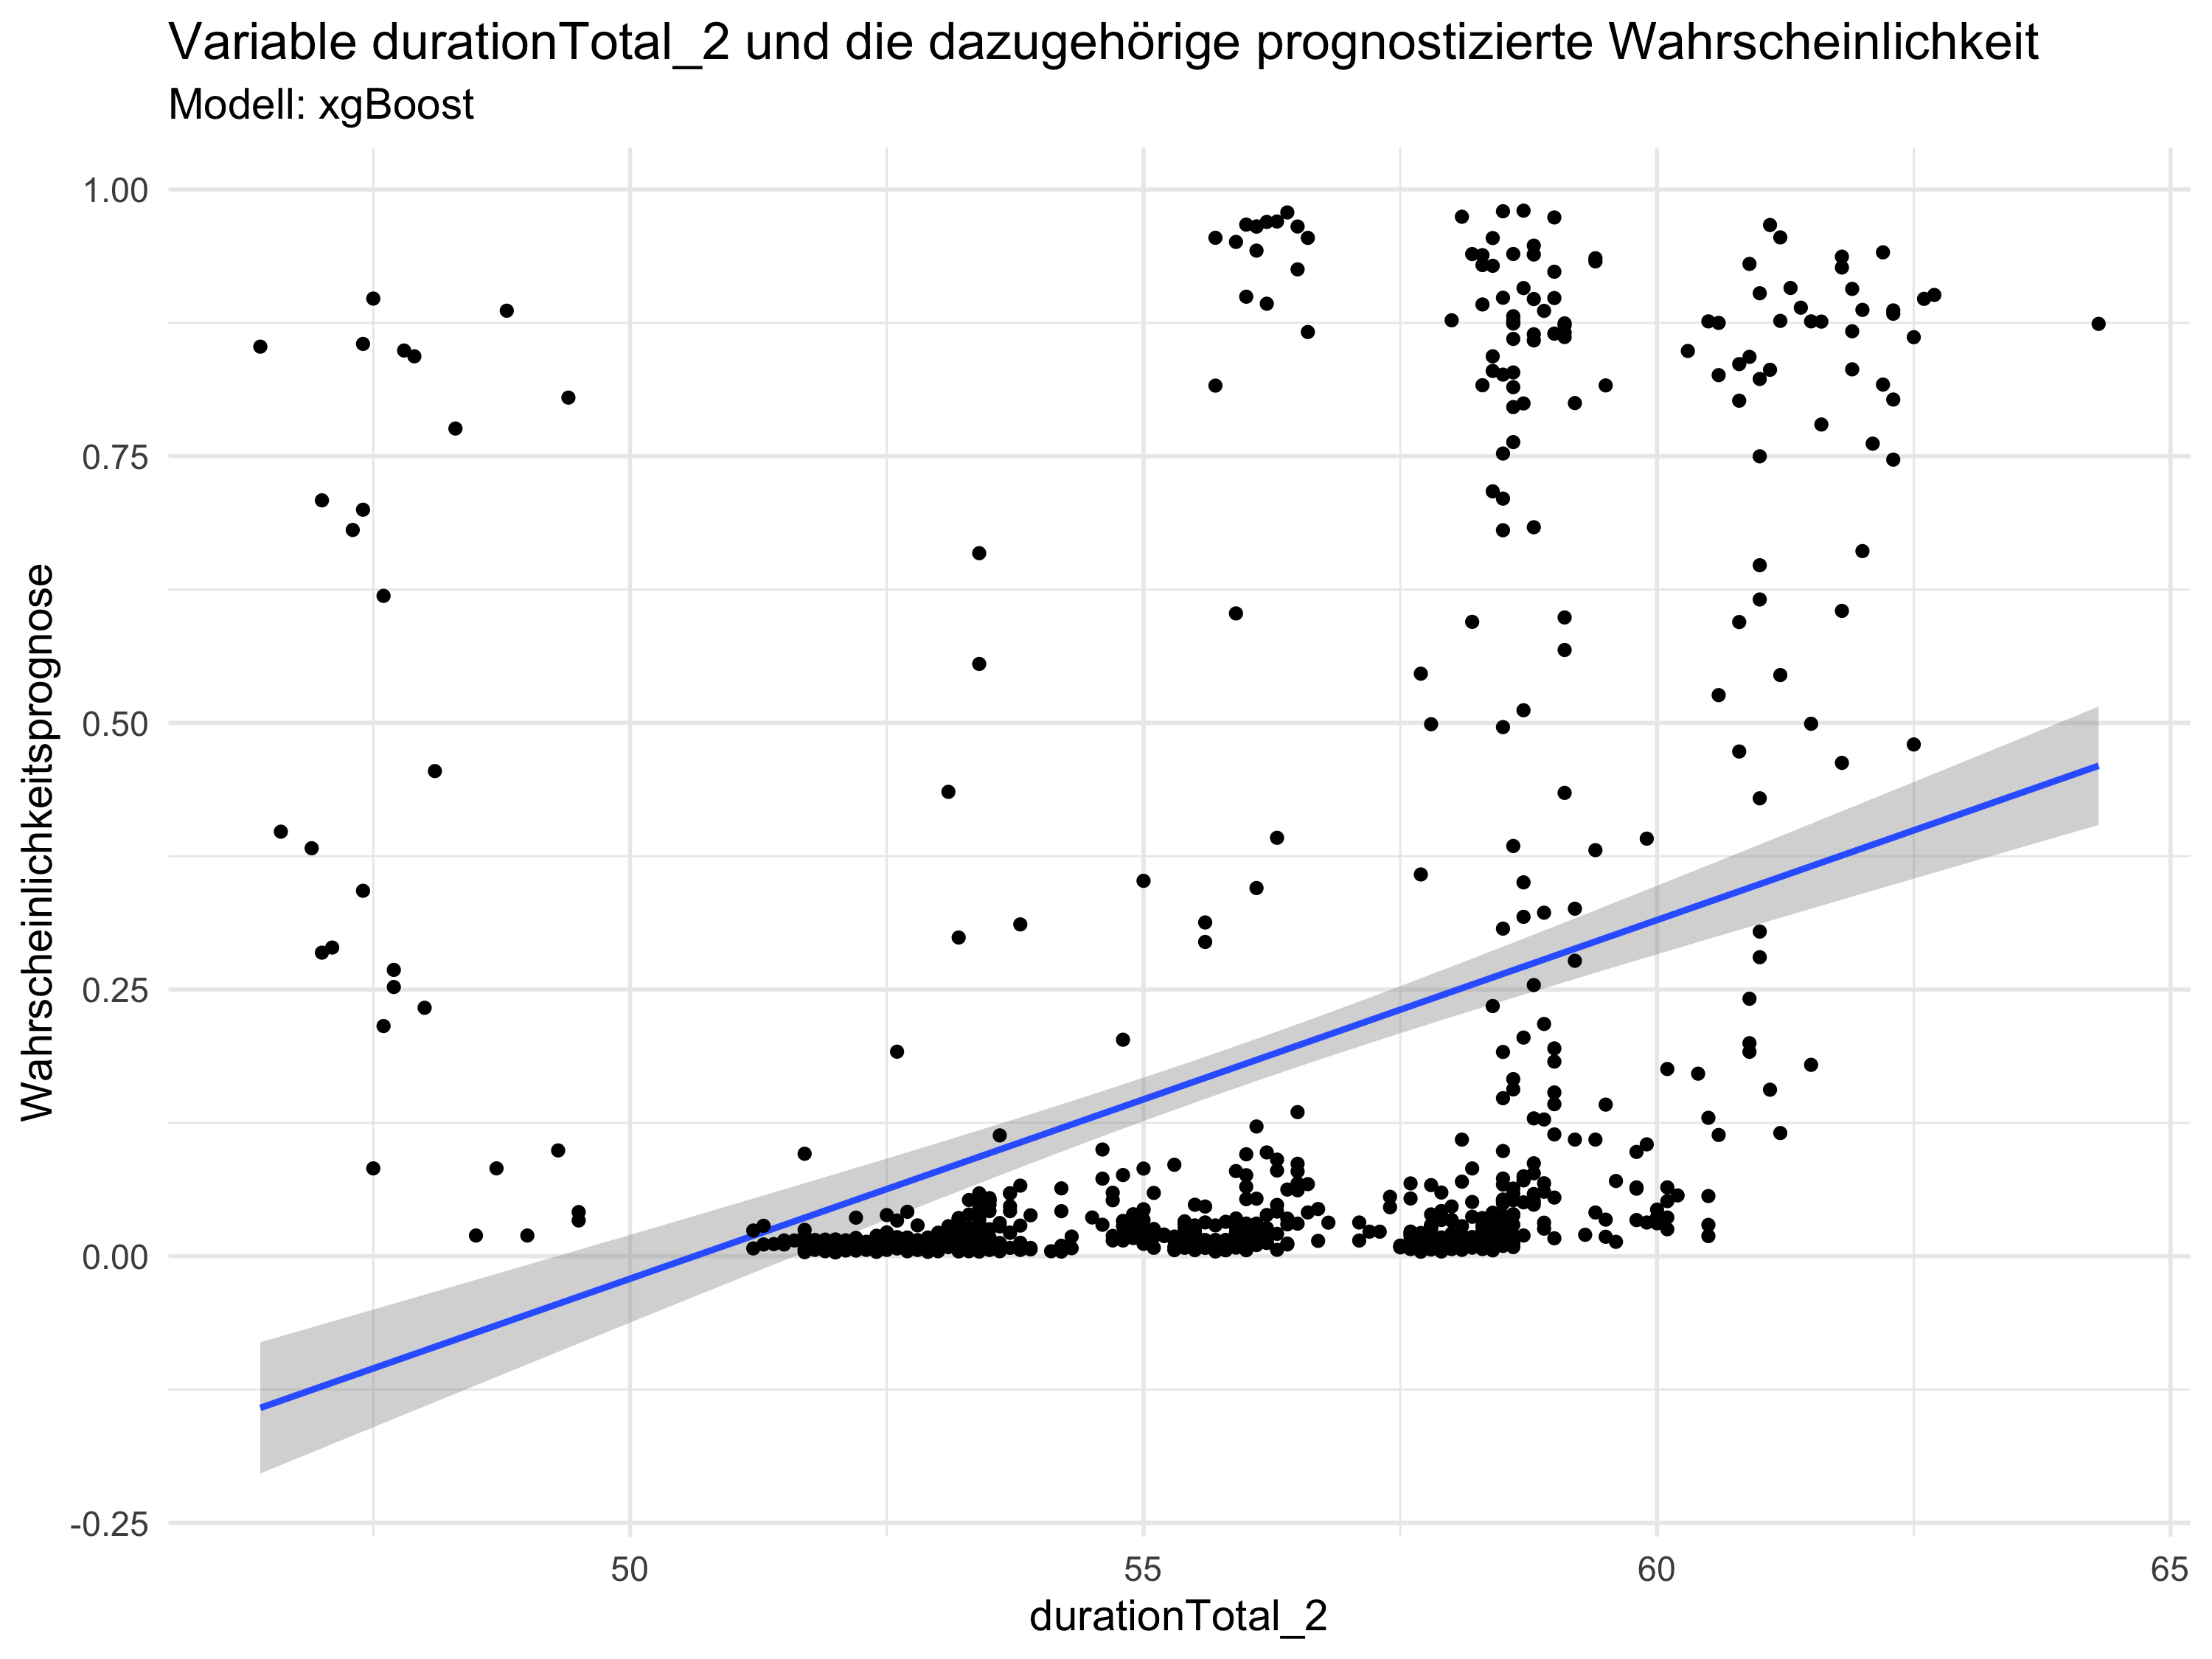 Variable durationTotal_2 und die dazugehörige prognostizierte Wahrscheinlichkeit
Modell: xgBoost
1.00
0.75
0.50
0.25
0.00
-0.25
Wahrscheinlichkeitsprognose
50
55
60
65
durationTotal_2